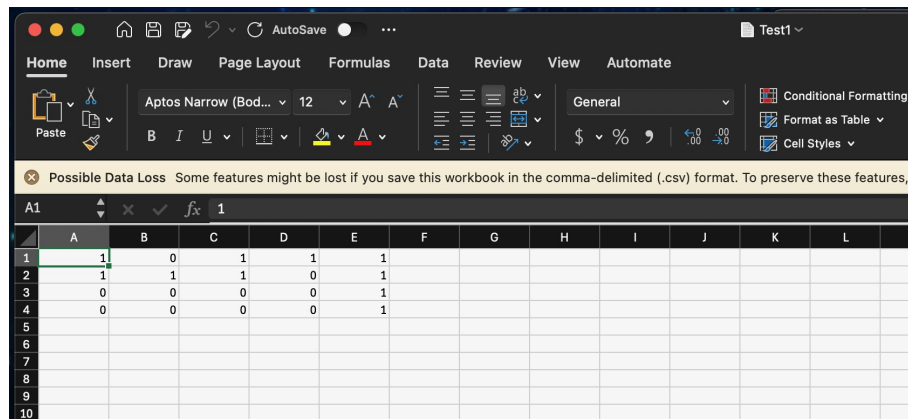 AutoSave
Test1
Home Insert Draw Page Layout Formulas Data Review View Automate
Paste
Aptos Narrow (Bod... 12 A^ A˅
B I U A
ab
General
$ % 9 .00 .00
Conditional Formatting
Format as Table
Cell Styles
Possible Data Loss Some features might be lost if you save this workbook in the comma-delimited (.csv) format. To preserve these features,
A1 fx 1
A B C D E F G H I J K L
1 1 0 1 1 1
2 1 1 1 0 1
3 0 0 0 0 1
4 0 0 0 0 1
5
6
7
8
9
10